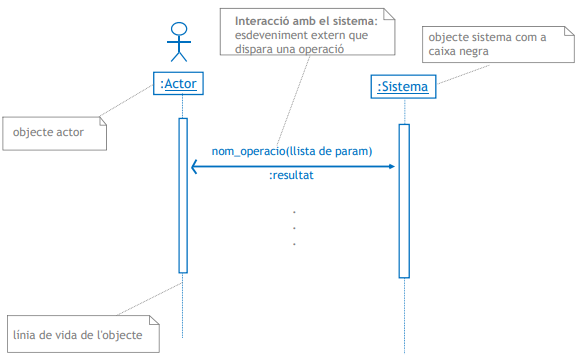 Interacció amb el sistema:
esdeveniment extern que
dispara una operació
objecte sistema com a
caixa negra
:Actor
:Sistema
objecte actor
nom_operacio(llista de param)
:resultat
.
.
.
línia de vida de l'objecte